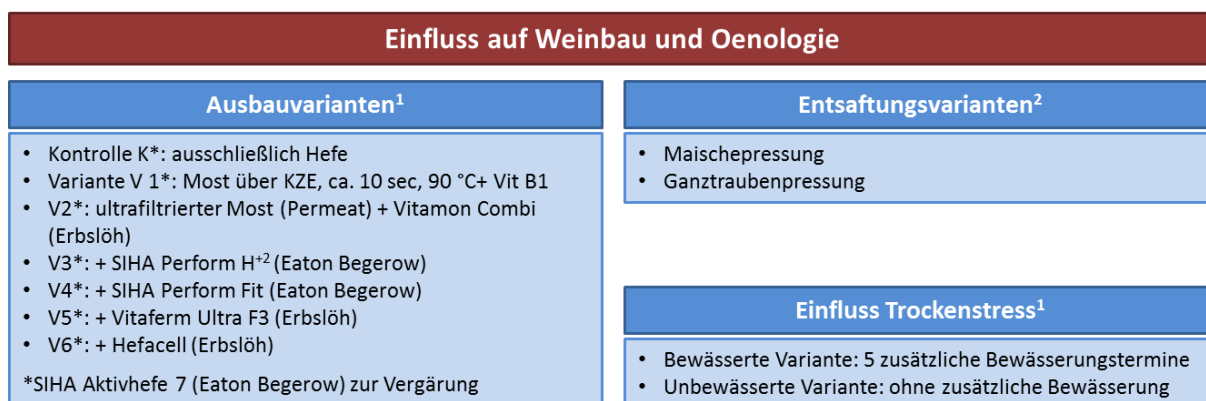 Einfluss auf Weinbau und Oenologie
Ausbauvarianten¹
• Kontrolle K*: ausschließlich Hefe
• Variante V 1*: Most über KZE, ca. 10 sec, 90 °C+ Vit B1
• V2*: ultrafiltrierter Most (Permeat) + Vitamon Combi
(Erbslöh)
• V3*: + SIHA Perform H⁺² (Eaton Begerow)
• V4*: + SIHA Perform Fit (Eaton Begerow)
• V5*: + Vitaferm Ultra F3 (Erbslöh)
• V6*: + Hefacell (Erbslöh)
*SIHA Aktivhefe 7 (Eaton Begerow) zur Vergärung
Entsaftungsvarianten²
• Maischepressung
• Ganztraubenpressung
Einfluss Trockenstress¹
• Bewässerte Variante: 5 zusätzliche Bewässerungstermine
• Unbewässerte Variante: ohne zusätzliche Bewässerung